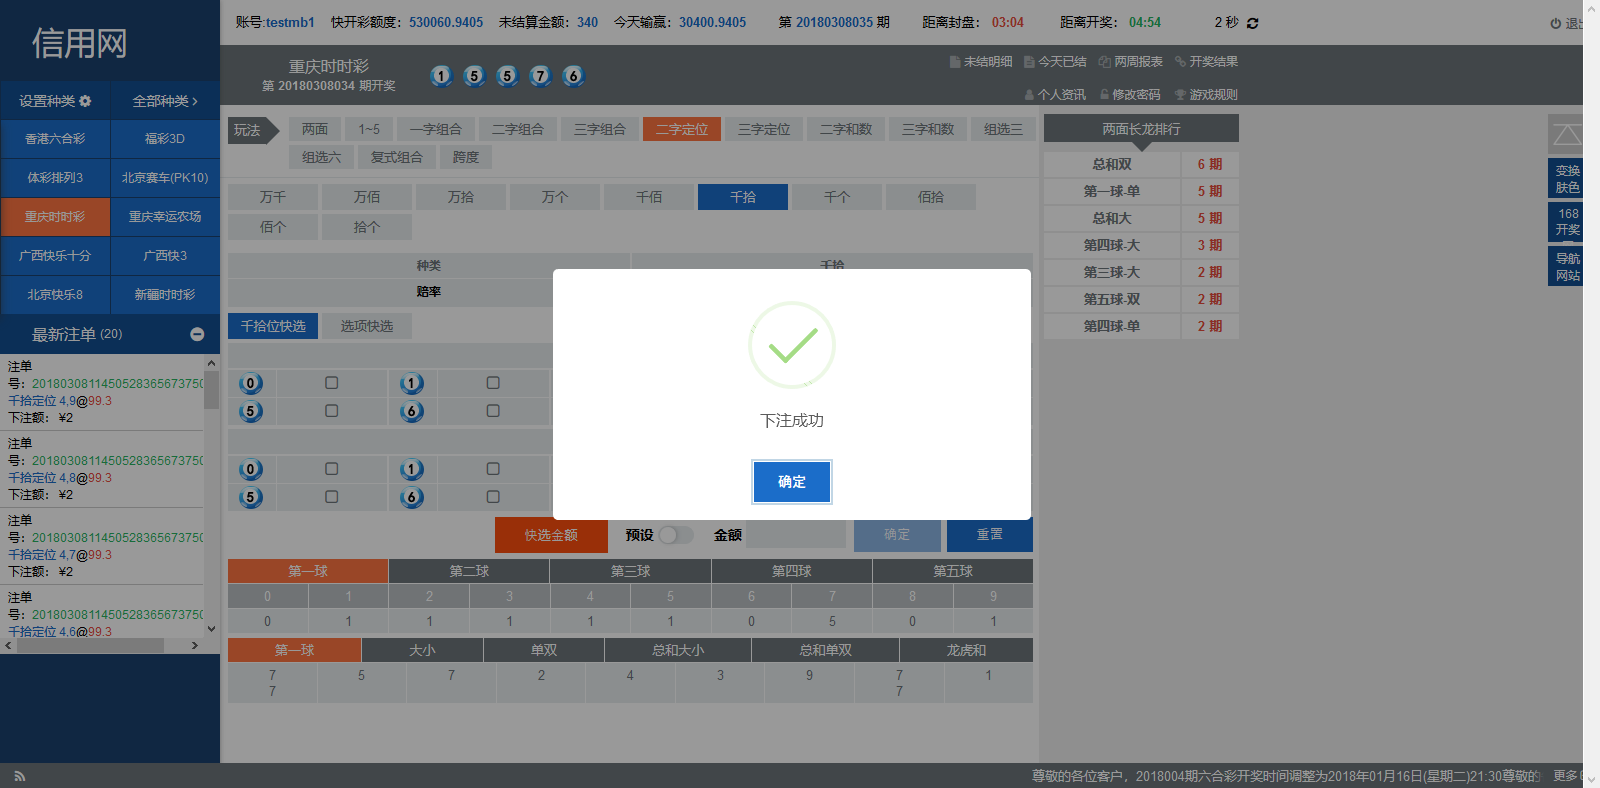 账号:testmb1 快开彩额度：530060.9405 未结算金额：340 今天输赢：30400.9405 第 20180308035 期 距离封盘： 03:04 距离开奖： 04:54 2 秒
信用网
设置种类 全部种类
香港六合彩 福彩3D
体彩排列3 北京赛车(PK10)
重庆时时彩 重庆幸运农场
广西快乐十分 广西快3
北京快乐8 新疆时时彩
最新注单 (20)
注单
号：2018030811450528365673750
千拾定位 4,9@99.3
下注额： ¥2
注单
号：2018030811450528365673750
千拾定位 4,8@99.3
下注额： ¥2
注单
号：2018030811450528365673750
千拾定位 4,7@99.3
下注额： ¥2
注单
号：2018030811450528365673750
千拾定位 4,6@99.3
重庆时时彩
第 20180308034 期开奖
1 5 5 7 6
未结明细 今天已结 两周报表 开奖结果
个人资讯 修改密码 游戏规则
玩法 两面 1~5 一字组合 二字组合 三字组合 二字定位 三字定位 二字和数 三字和数 组选三
组选六 复式组合 跨度
万千 万佰 万拾 万个 千佰 千拾 千个 佰拾
佰个 拾个
种类 千拾
赔率
千拾位快选 选项快选
0 1
5 6
0 1
5 6
下注成功
确定
快选金额 预设 金额 确定 重置
第一球 第二球 第三球 第四球 第五球
0 1 2 3 4 5 6 7 8 9
0 1 1 1 1 1 0 5 0 1
第一球 大小 单双 总和大小 总和单双 龙虎和
7 5 7 2 4 3 9 7 1
7 7
两面长龙排行
总和双 6 期
第一球-单 5 期
总和大 5 期
第四球-大 3 期
第三球-大 2 期
第五球-双 2 期
第四球-单 2 期
变换
肤色
168
开奖
导航
网站
尊敬的各位客户，2018004期六合彩开奖时间调整为2018年01月16日(星期二)21:30尊敬的 更多